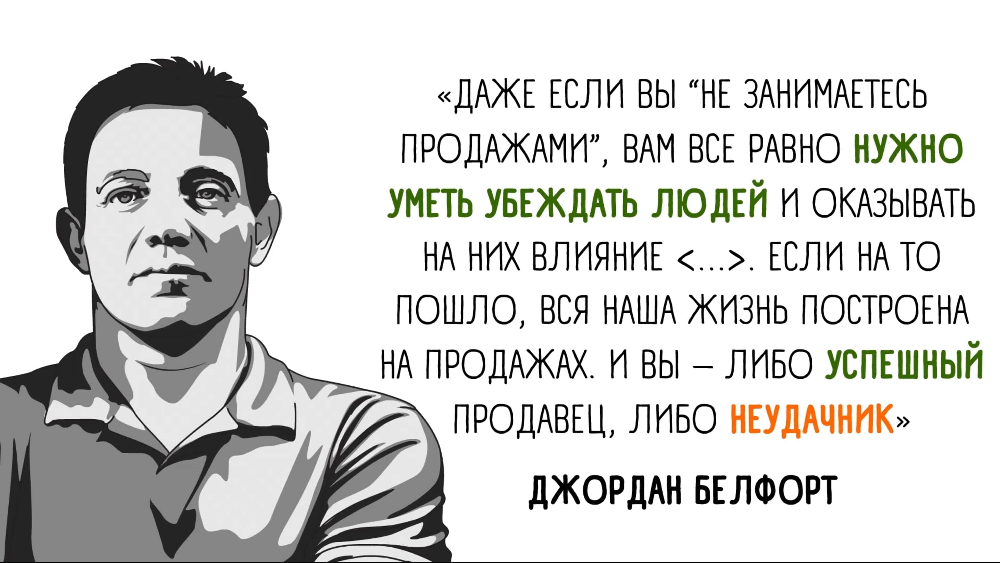 «ДАЖЕ ЕСЛИ ВЫ “НЕ ЗАНИМАЕТЕСЬ
ПРОДАЖАМИ”, ВАМ ВСЕ РАВНО НУЖНО
УМЕТЬ УБЕЖДАТЬ ЛЮДЕЙ И ОКАЗЫВАТЬ
НА НИХ ВЛИЯНИЕ <...>. ЕСЛИ НА ТО
ПОШЛО, ВСЯ НАША ЖИЗНЬ ПОСТРОЕНА
НА ПРОДАЖАХ. И ВЫ – ЛИБО УСПЕШНЫЙ
ПРОДАВЕЦ, ЛИБО НЕУДАЧНИК»
ДЖОРДАН БЕЛФОРТ